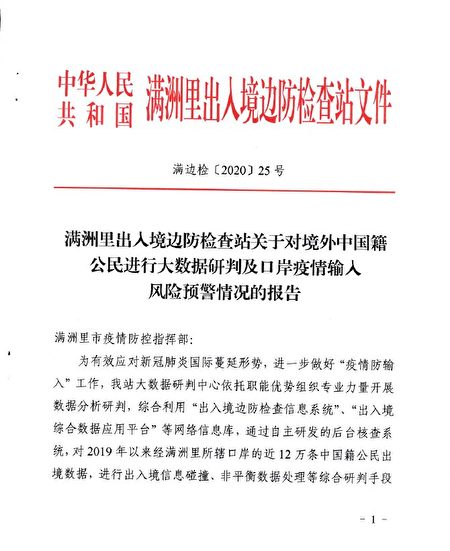 中华人民
共和国
满洲里出入境边防检查站文件
满边检〔2020〕25号
满洲里出入境边防检查站关于对境外中国籍
公民进行大数据研判及口岸疫情输入
风险预警情况的报告
满洲里市疫情防控指挥部：
为有效应对新冠肺炎国际蔓延形势，进一步做好“疫情防输
入”工作，我站大数据研判中心依托职能优势组织专业力量开展
数据分析研判，综合利用“出入境边防检查信息系统”、“出入境
综合数据应用平台”等网络信息库，通过自主研发的后台核查系
统，对2019年以来经满洲里所辖口岸的近12万条中国籍公民出
境数据，进行出入境信息碰撞、非平衡数据处理等综合研判手段
- 1 -